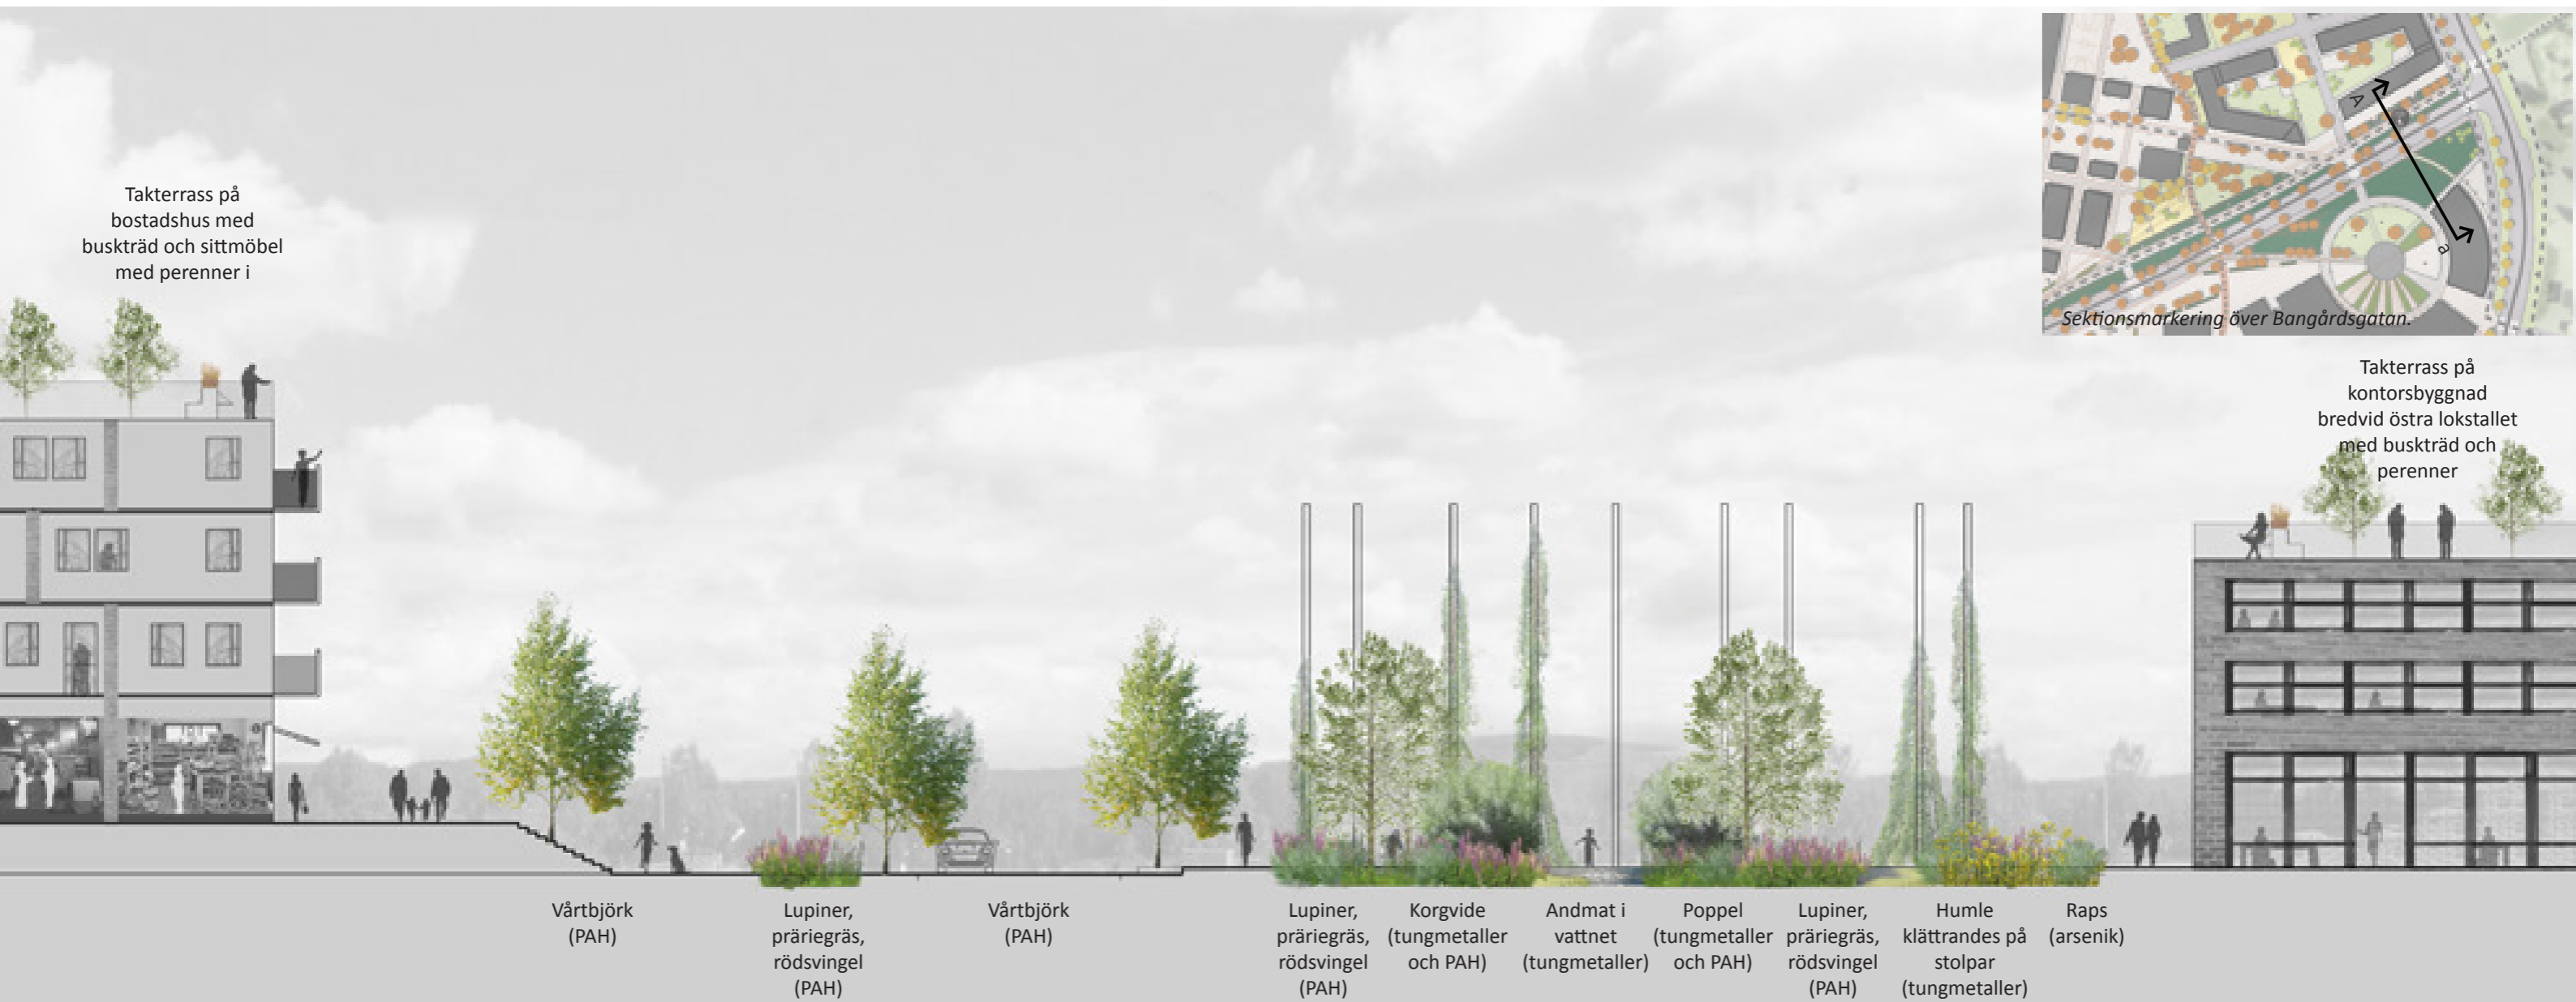 Takterrass på
bostadshus med
buskträd och sittmöbel
med perenner i
A
a
Sektionsmarkering över Bangårdsgatan.
Takterrass på
kontorsbyggnad
bredvid östra lokstallet
med buskträd och
perenner
Vårtbjörk
(PAH)
Lupiner,
präriegräs,
rödsvingel
(PAH)
Vårtbjörk
(PAH)
Lupiner,
präriegräs,
rödsvingel
(PAH)
Korgvide
(tungmetaller
och PAH)
Andmat i
vattnet
(tungmetaller)
Poppel
(tungmetaller
och PAH)
Lupiner,
präriegräs,
rödsvingel
(PAH)
Humle
klättrandes på
stolpar
(tungmetaller)
Raps
(arsenik)